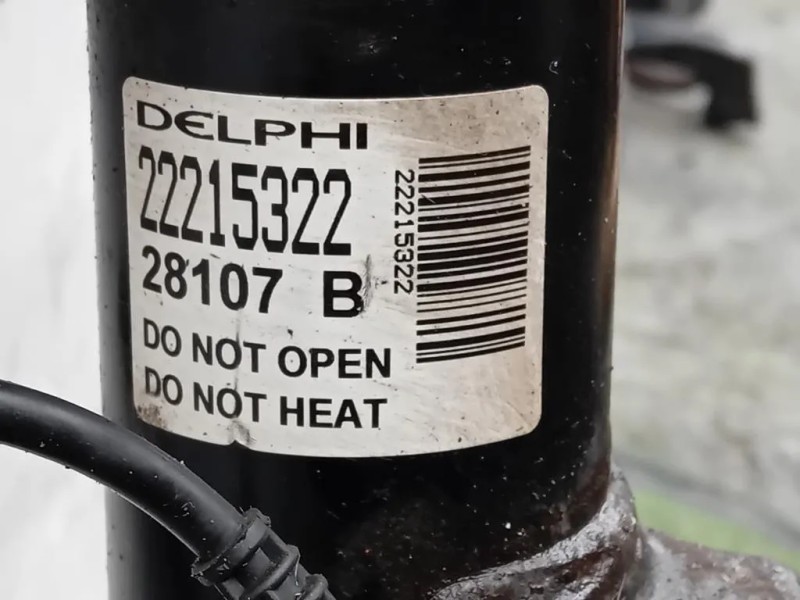 DELPHI
22215322
28107 B
DO NOT OPEN
DO NOT HEAT
22215322